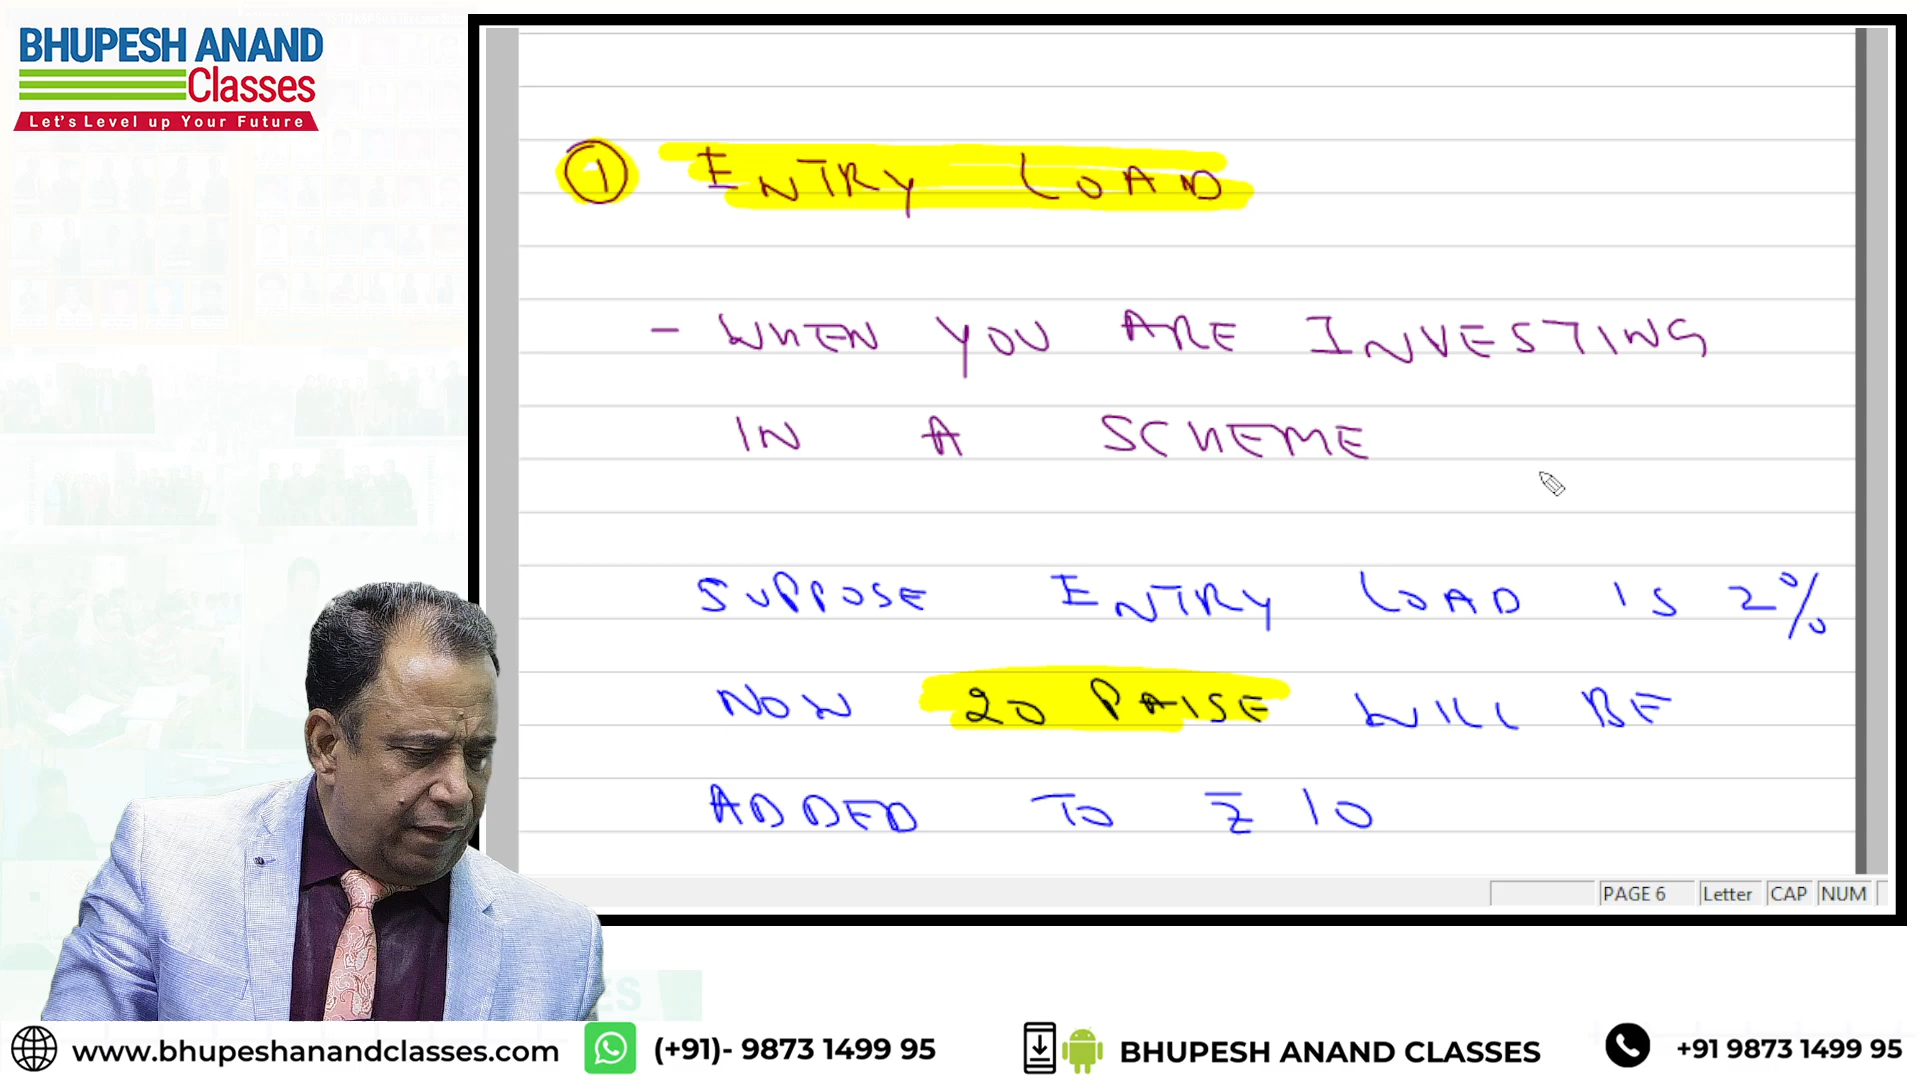 BHUPESH ANAND
Classes
Let's Level up Your Future
1 ENTRY LOAD
- WHEN YOU ARE INVESTING
IN A SCHEME
SUPPOSE ENTRY LOAD IS 2%
NOW 20 PAISE WILL BE
ADDED TO ₹ 10
PAGE 6 Letter CAP NUM
www.bhupeshanandclasses.com (+91)- 9873 1499 95 BHUPESH ANAND CLASSES +91 9873 1499 95